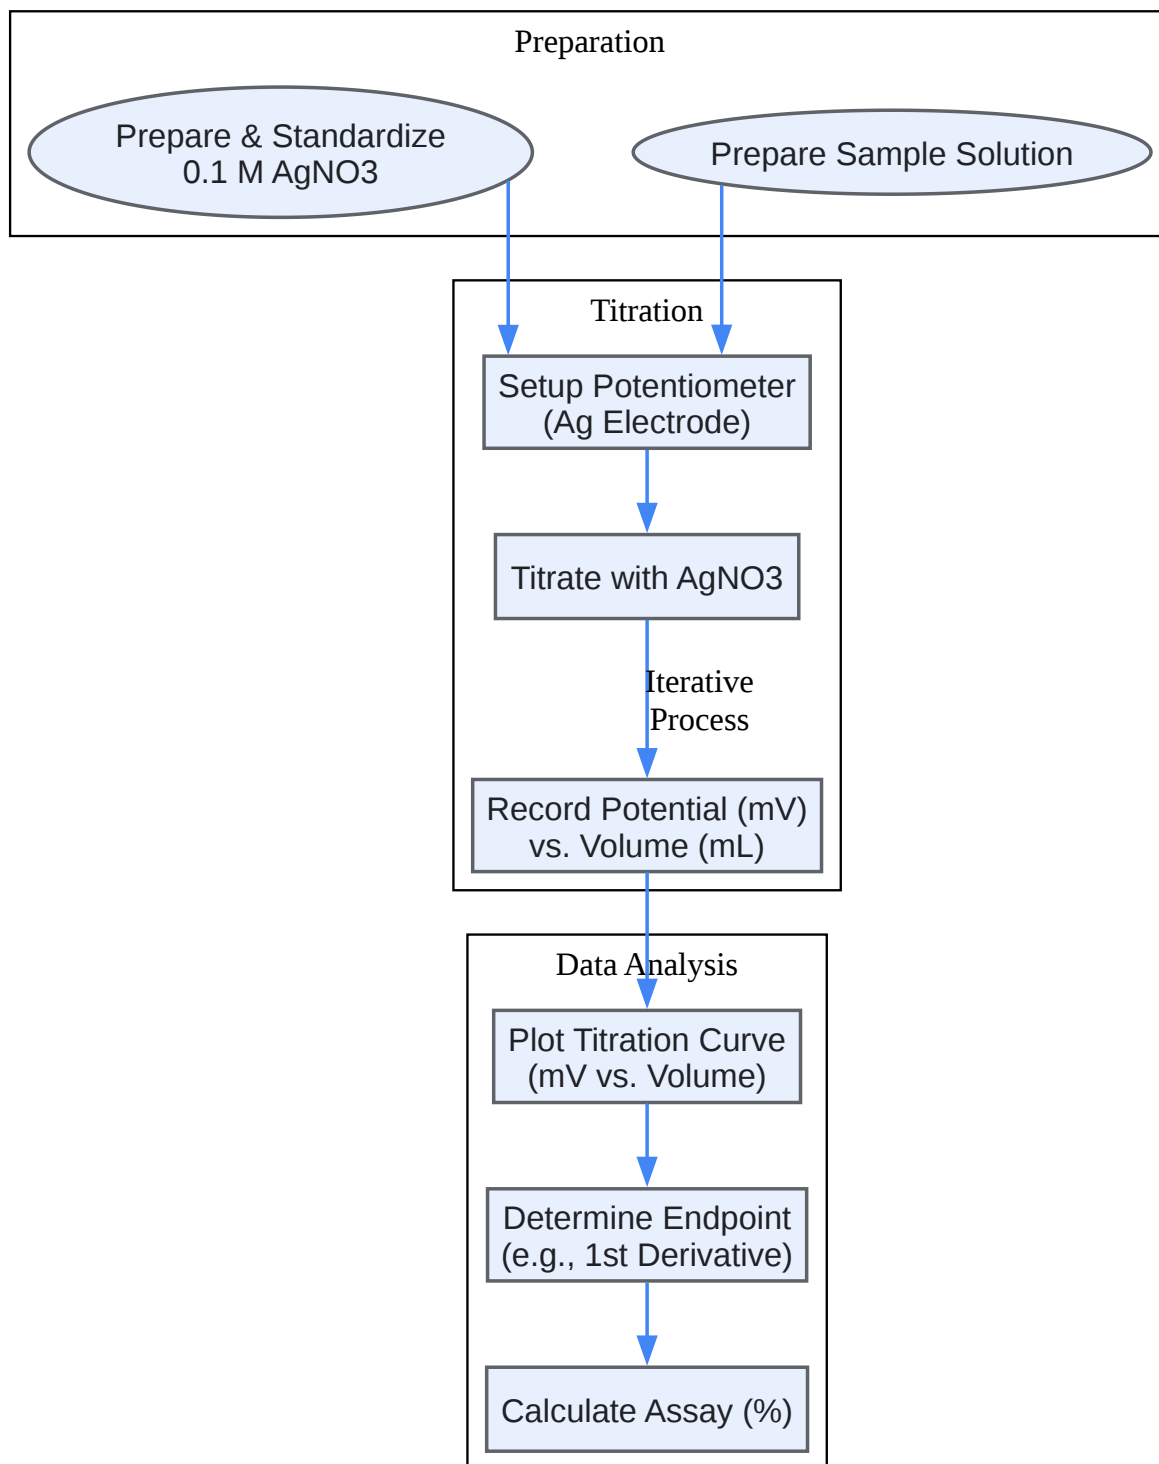 Preparation
Prepare & Standardize
0.1 M AgNO3
Prepare Sample Solution
Titration
Setup Potentiometer
(Ag Electrode)
Titrate with AgNO3
Iterative
Process
Record Potential (mV)
vs. Volume (mL)
Data Analysis
Plot Titration Curve
(mV vs. Volume)
Determine Endpoint
(e.g., 1st Derivative)
Calculate Assay (%)